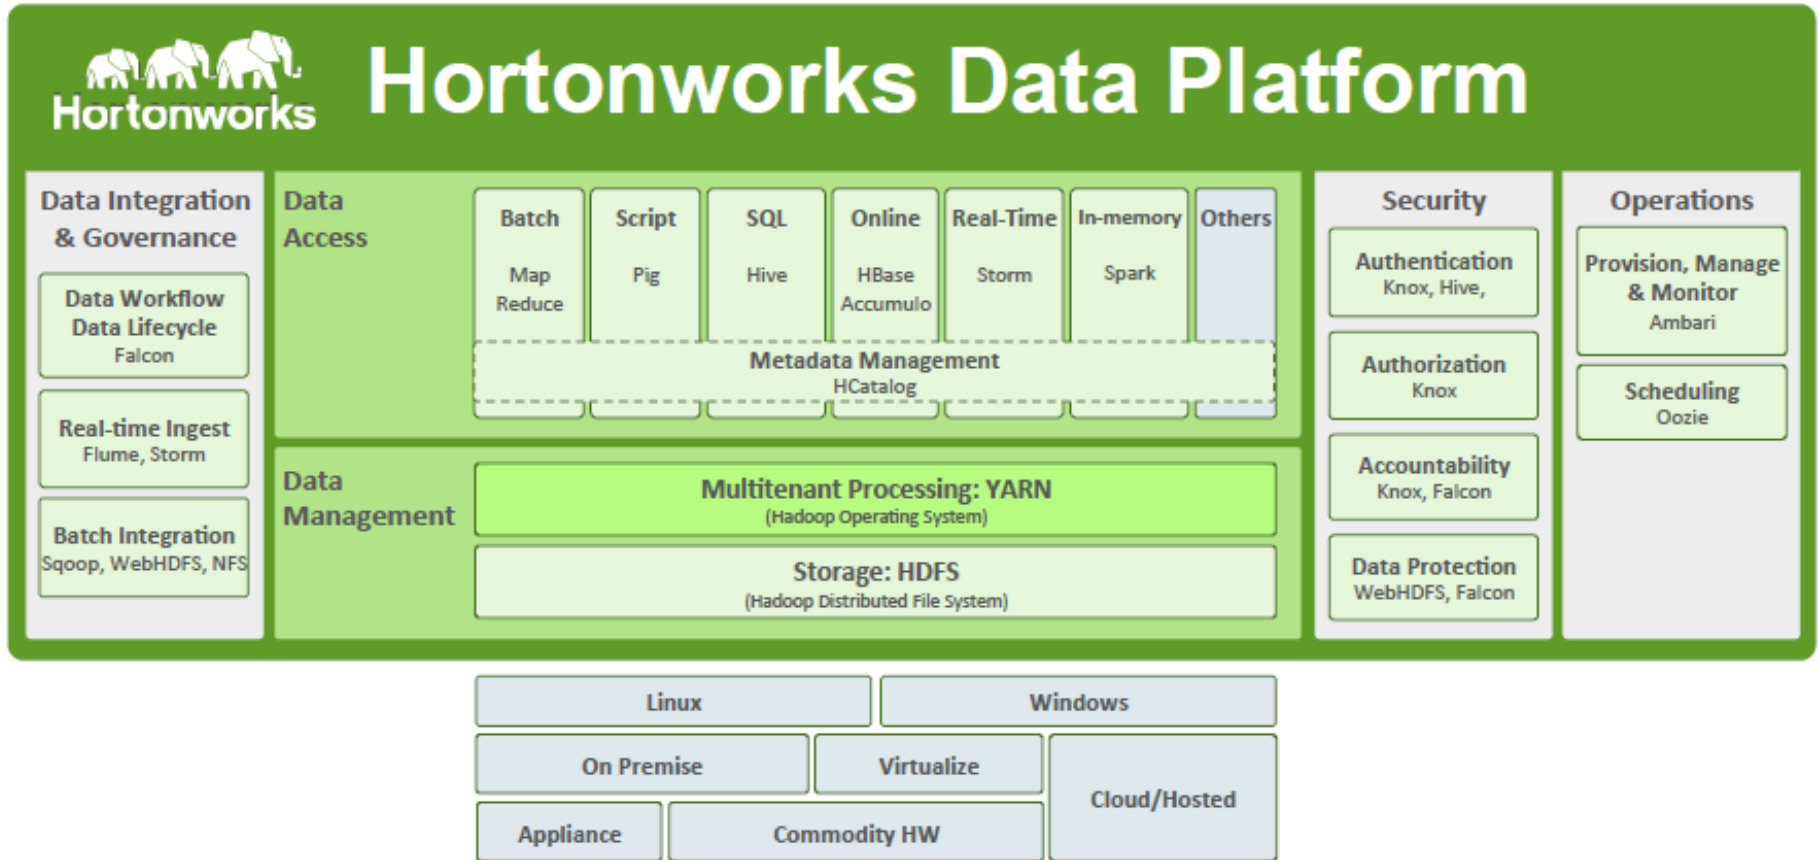 Hortonworks
Hortonworks Data Platform
Data Integration
& Governance
Data Workflow
Data Lifecycle
Falcon
Real-time Ingest
Flume, Storm
Batch Integration
Sqoop, WebHDFS, NFS
Data
Access
Batch
Map
Reduce
Script
Pig
SQL
Hive
Online
HBase
Accumulo
Real-Time
Storm
In-memory
Spark
Others
Metadata Management
HCatalog
Data
Management
Multitenant Processing: YARN
(Hadoop Operating System)
Storage: HDFS
(Hadoop Distributed File System)
Security
Authentication
Knox, Hive,
Authorization
Knox
Accountability
Knox, Falcon
Data Protection
WebHDFS, Falcon
Operations
Provision, Manage
& Monitor
Ambari
Scheduling
Oozie
Linux
Windows
On Premise
Virtualize
Cloud/Hosted
Appliance
Commodity HW